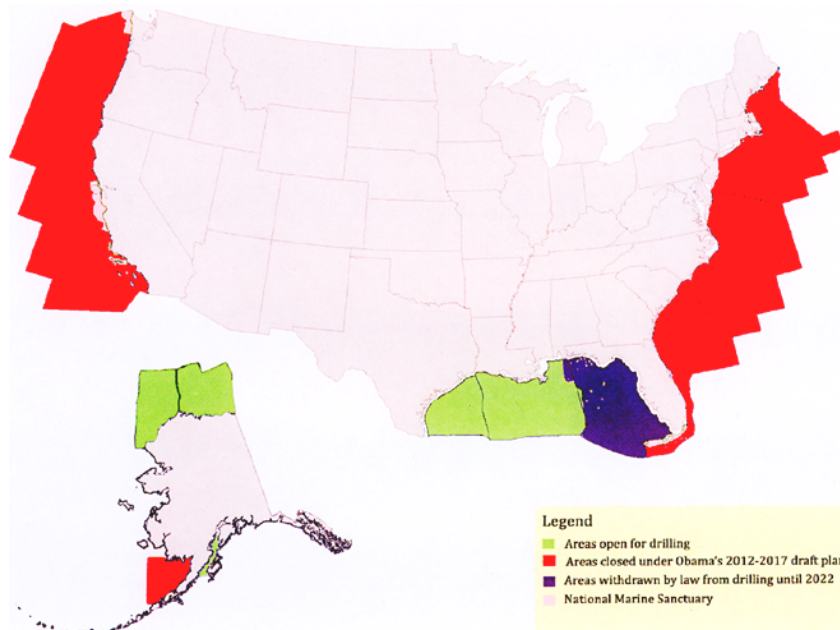 Legend
Areas open for drilling
Areas closed under Obama's 2012-2017 draft plan
Areas withdrawn by law from drilling until 2022
National Marine Sanctuary